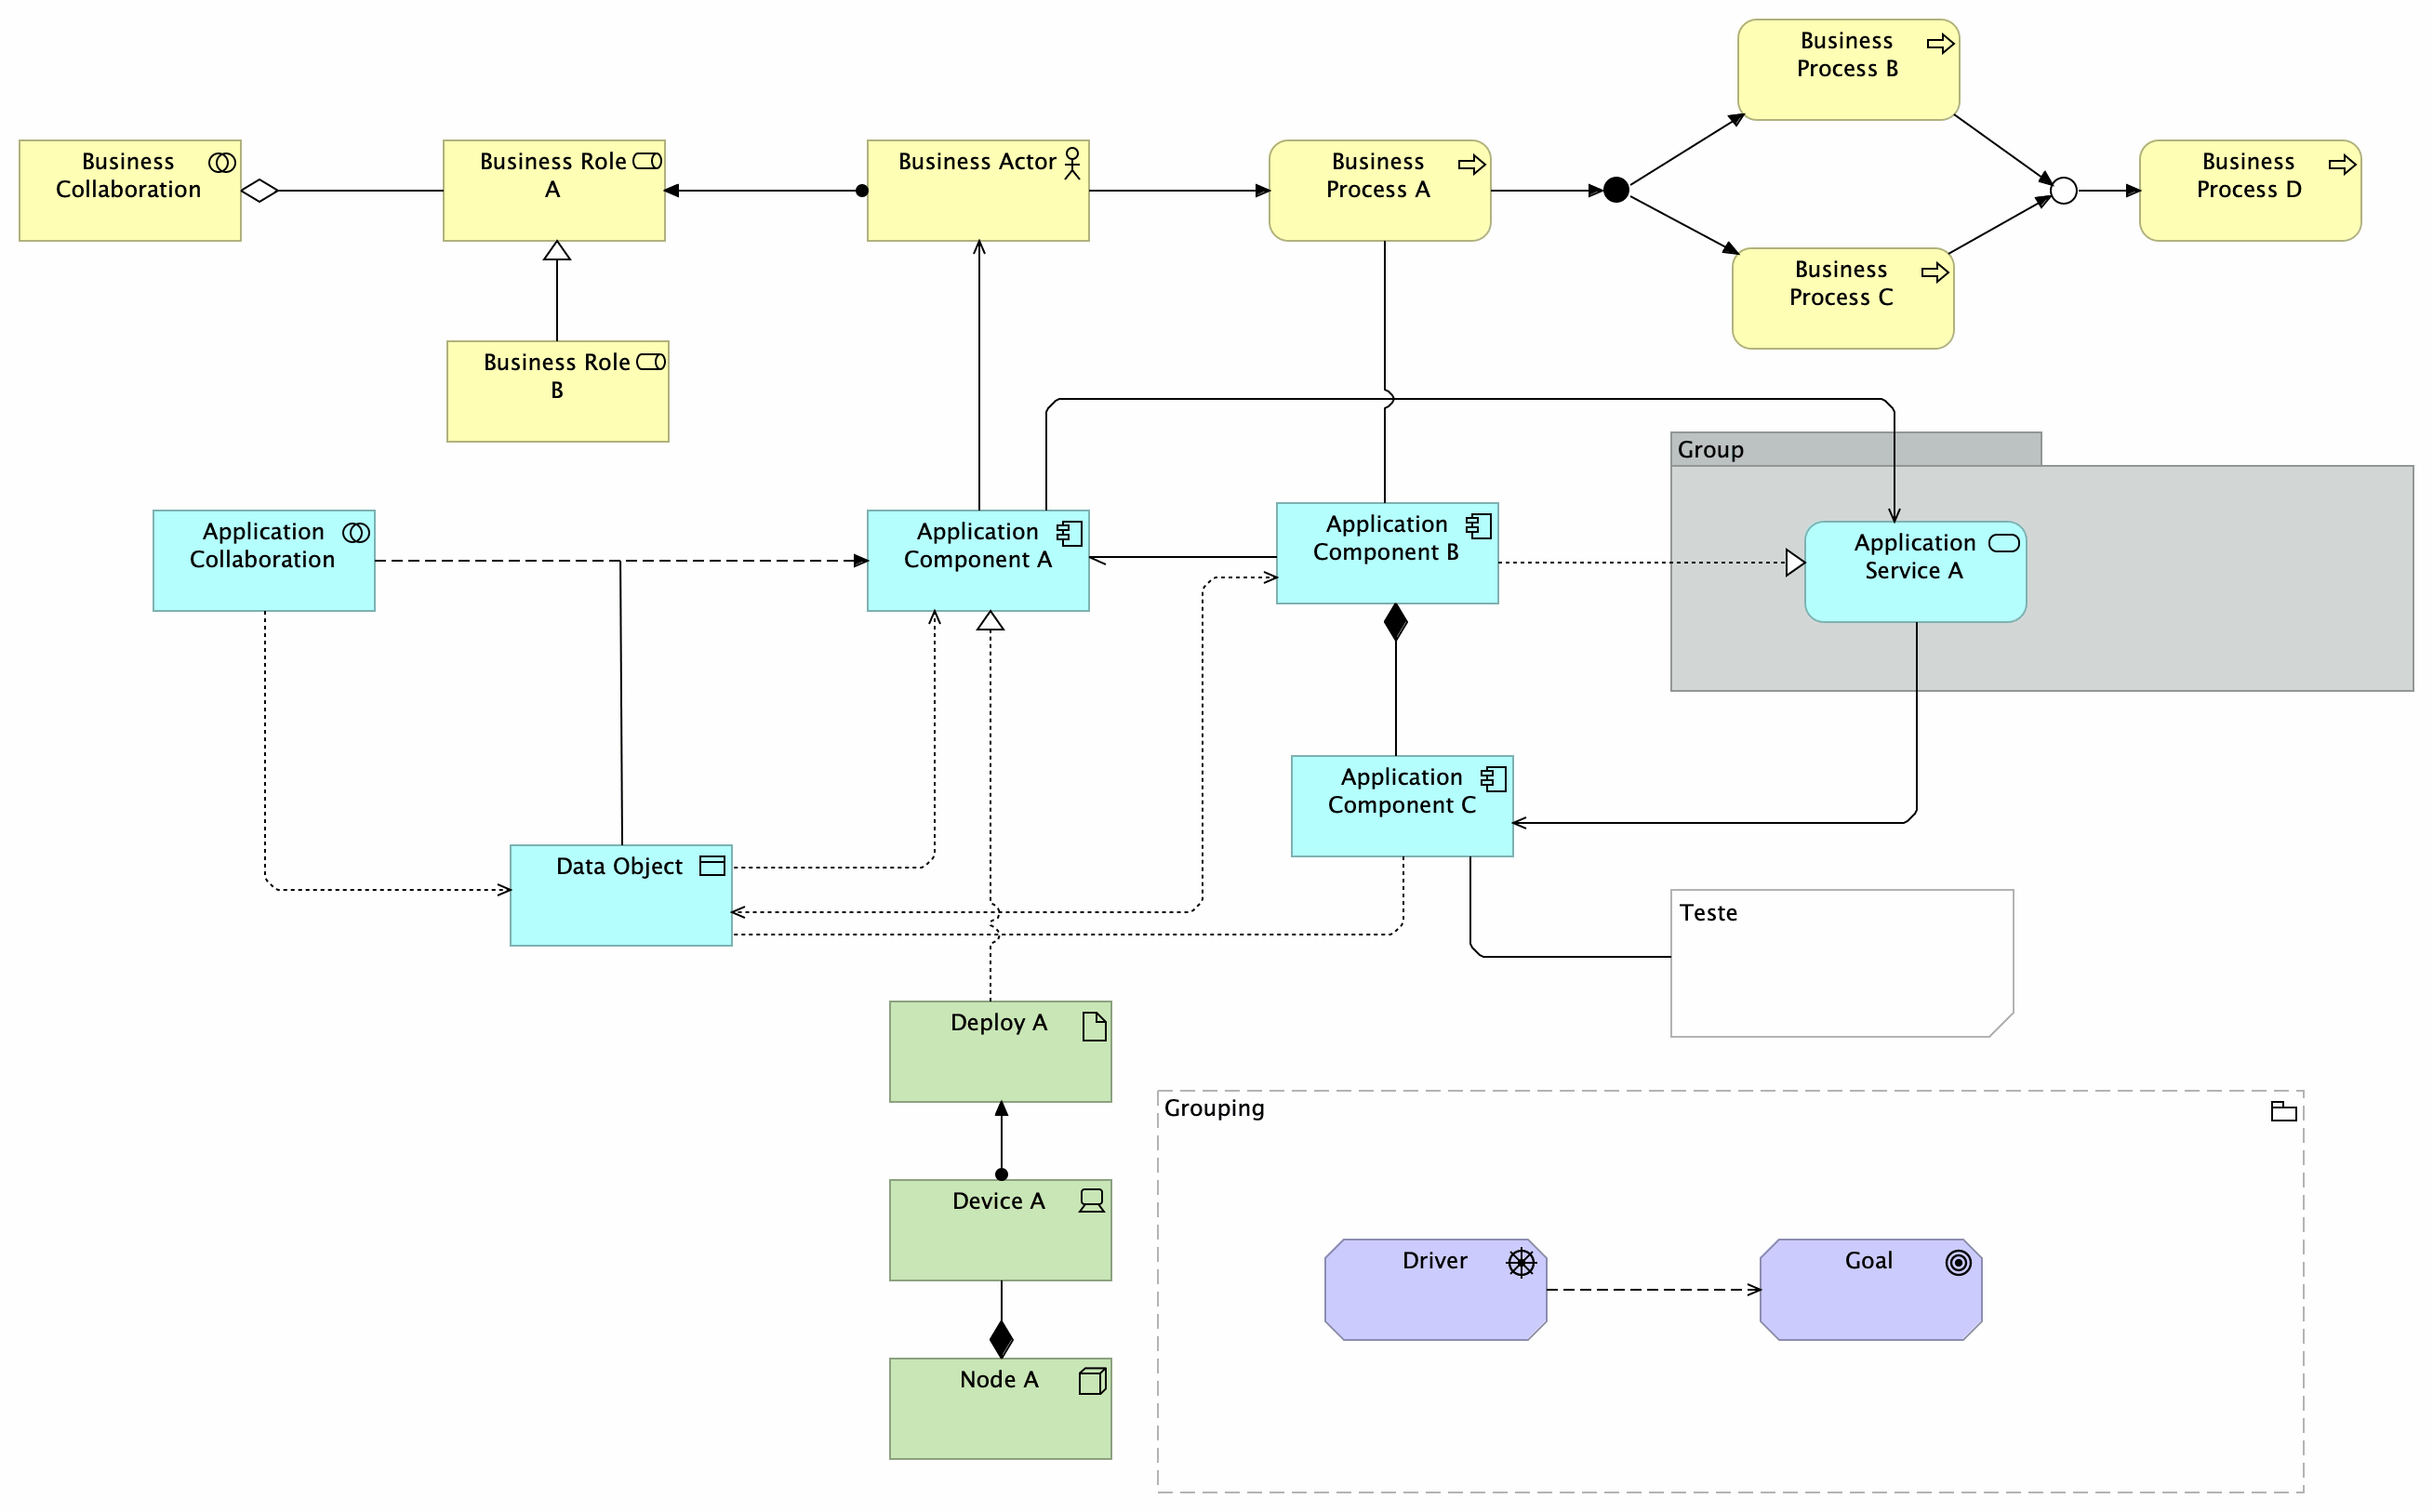 Business
Process B
Business
Collaboration
Business Role
A
Business Actor
Business
Process A
Business
Process D
Business
Process C
Business Role
B
Group
Application
Collaboration
Application
Component A
Application
Component B
Application
Service A
Application
Component C
Data Object
Teste
Deploy A
Grouping
Device A
Driver
Goal
Node A